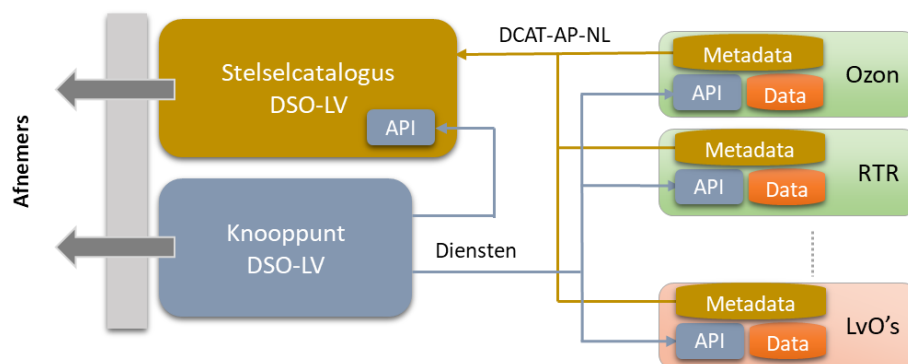 Afnemers
Stelselcatalogus
DSO-LV
API
Knooppunt
DSO-LV
DCAT-AP-NL
Diensten
Metadata
API
Data
Ozon
Metadata
API
Data
RTR
Metadata
API
Data
LvO's